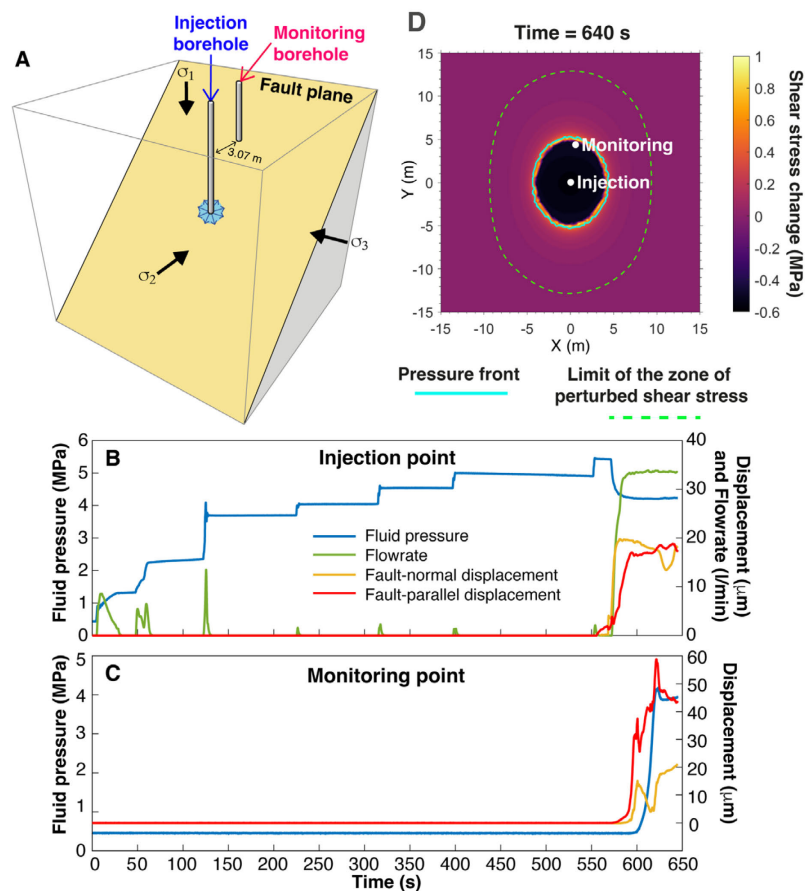 A
Injection
borehole
Monitoring
borehole
Fault plane
σ1
3.07 m
σ2
σ3
D
Time = 640 s
15
10
5
0
-5
-10
-15
Y (m)
Monitoring
Injection
-15 -10 -5 0 5 10 15
X (m)
1
0.8
0.6
0.4
0.2
0
-0.2
-0.4
-0.6
Shear stress change (MPa)
Pressure front
Limit of the zone of
perturbed shear stress
B
Injection point
6
5
4
3
2
1
0
Fluid pressure (MPa)
Fluid pressure
Flowrate
Fault-normal displacement
Fault-parallel displacement
40
30
20
10
0
Displacement (μm)
and Flowrate (l/min)
C
Monitoring point
5
4
3
2
1
0
Fluid pressure (MPa)
60
50
40
30
20
10
0
Displacement (μm)
0 50 100 150 200 250 300 350 400 450 500 550 600 650
Time (s)